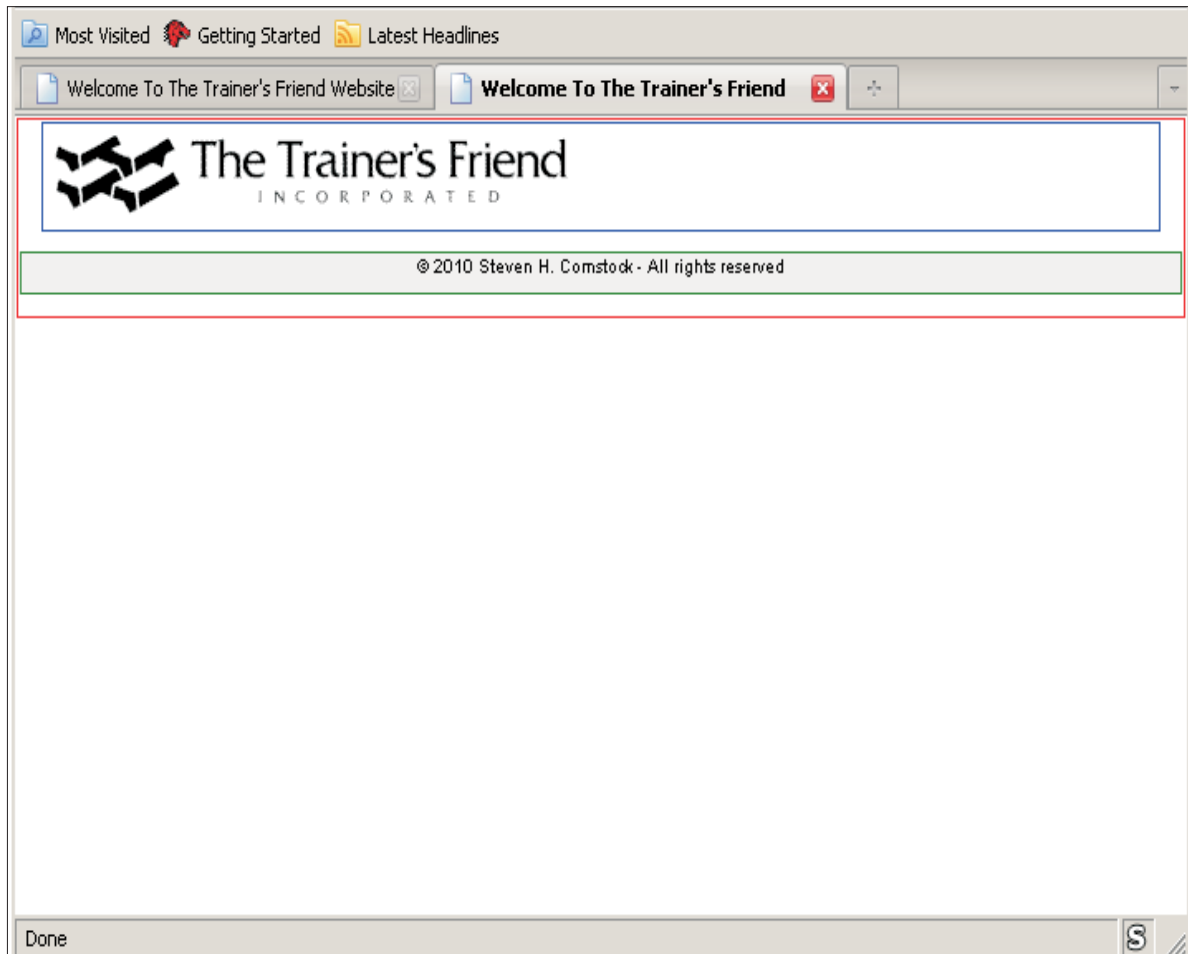 Most Visited Getting Started Latest Headlines
Welcome To The Trainer's Friend Website Welcome To The Trainer's Friend
The Trainer's Friend
INCORPORATED
© 2010 Steven H. Comstock - All rights reserved
Done S